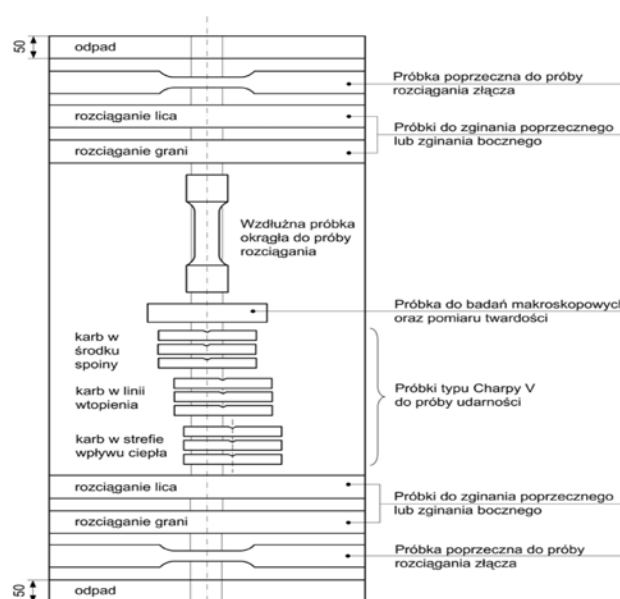 50
odpad
Próbka poprzeczna do próby
rozciągania złącza
rozciąganie lica
Próbki do zginania poprzecznego
lub zginania bocznego
rozciąganie grani
Wzdłużna próbka
okrągła do próby
rozciągania
Próbka do badań makroskopowych
oraz pomiaru twardości
karb w
środku
spoiny
karb w linii
wtopienia
Próbki typu Charpy V
do próby udarności
karb w strefie
wpływu ciepła
rozciąganie lica
Próbki do zginania poprzecznego
lub zginania bocznego
rozciąganie grani
Próbka poprzeczna do próby
rozciągania złącza
50
odpad